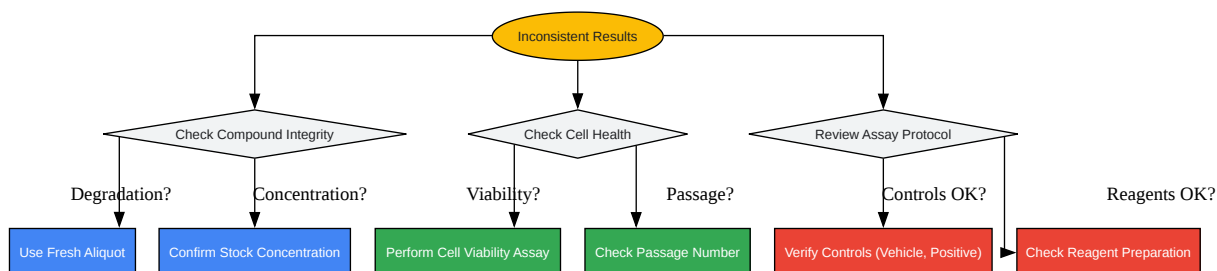 Inconsistent Results
Check Compound Integrity
Check Cell Health
Review Assay Protocol
Degradation?
Concentration?
Viability?
Passage?
Controls OK?
Reagents OK?
Use Fresh Aliquot
Confirm Stock Concentration
Perform Cell Viability Assay
Check Passage Number
Verify Controls (Vehicle, Positive)
Check Reagent Preparation